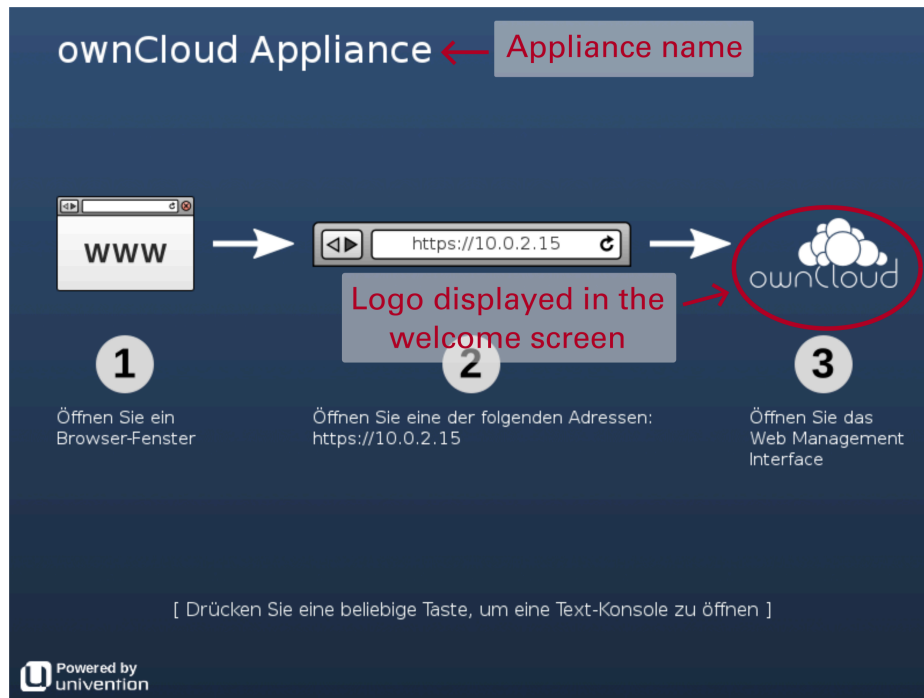 ownCloud Appliance
Appliance name
www
https://10.0.2.15
ownCloud
Logo displayed in the
welcome screen
1
2
3
Öffnen Sie ein
Browser-Fenster
Öffnen Sie eine der folgenden Adressen:
https://10.0.2.15
Öffnen Sie das
Web Management
Interface
[ Drücken Sie eine beliebige Taste, um eine Text-Konsole zu öffnen ]
Powered by
univention